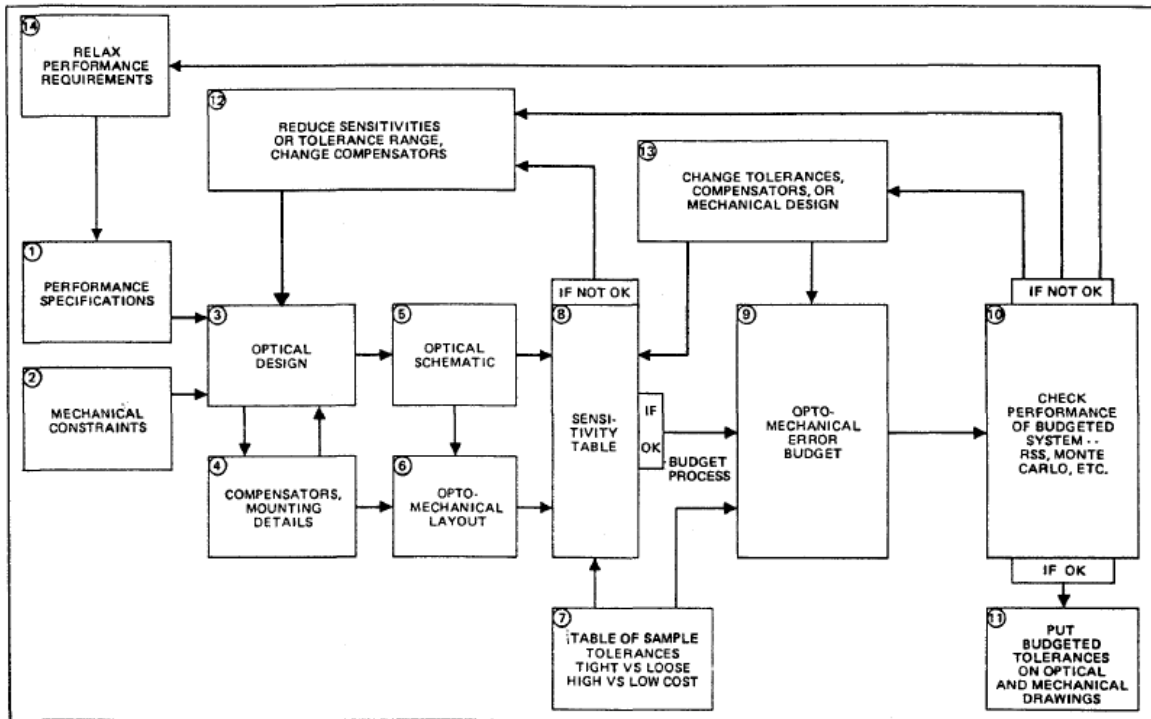 14
RELAX
PERFORMANCE
REQUIREMENTS
12
REDUCE SENSITIVITIES
OR TOLERANCE RANGE,
CHANGE COMPENSATORS
13
CHANGE TOLERANCES,
COMPENSATORS, OR
MECHANICAL DESIGN
1
PERFORMANCE
SPECIFICATIONS
2
MECHANICAL
CONSTRAINTS
3
OPTICAL
DESIGN
4
COMPENSATORS,
MOUNTING
DETAILS
5
OPTICAL
SCHEMATIC
6
OPTO-
MECHANICAL
LAYOUT
IF NOT OK
8
SENSI-
TIVITY
TABLE
IF
OK
BUDGET
PROCESS
7
TABLE OF SAMPLE
TOLERANCES
TIGHT VS LOOSE
HIGH VS LOW COST
9
OPTO-
MECHANICAL
ERROR
BUDGET
IF NOT OK
10
CHECK
PERFORMANCE
OF BUDGETED
SYSTEM --
RSS, MONTE
CARLO, ETC.
IF OK
11
PUT
BUDGETED
TOLERANCES
ON OPTICAL
AND MECHANICAL
DRAWINGS